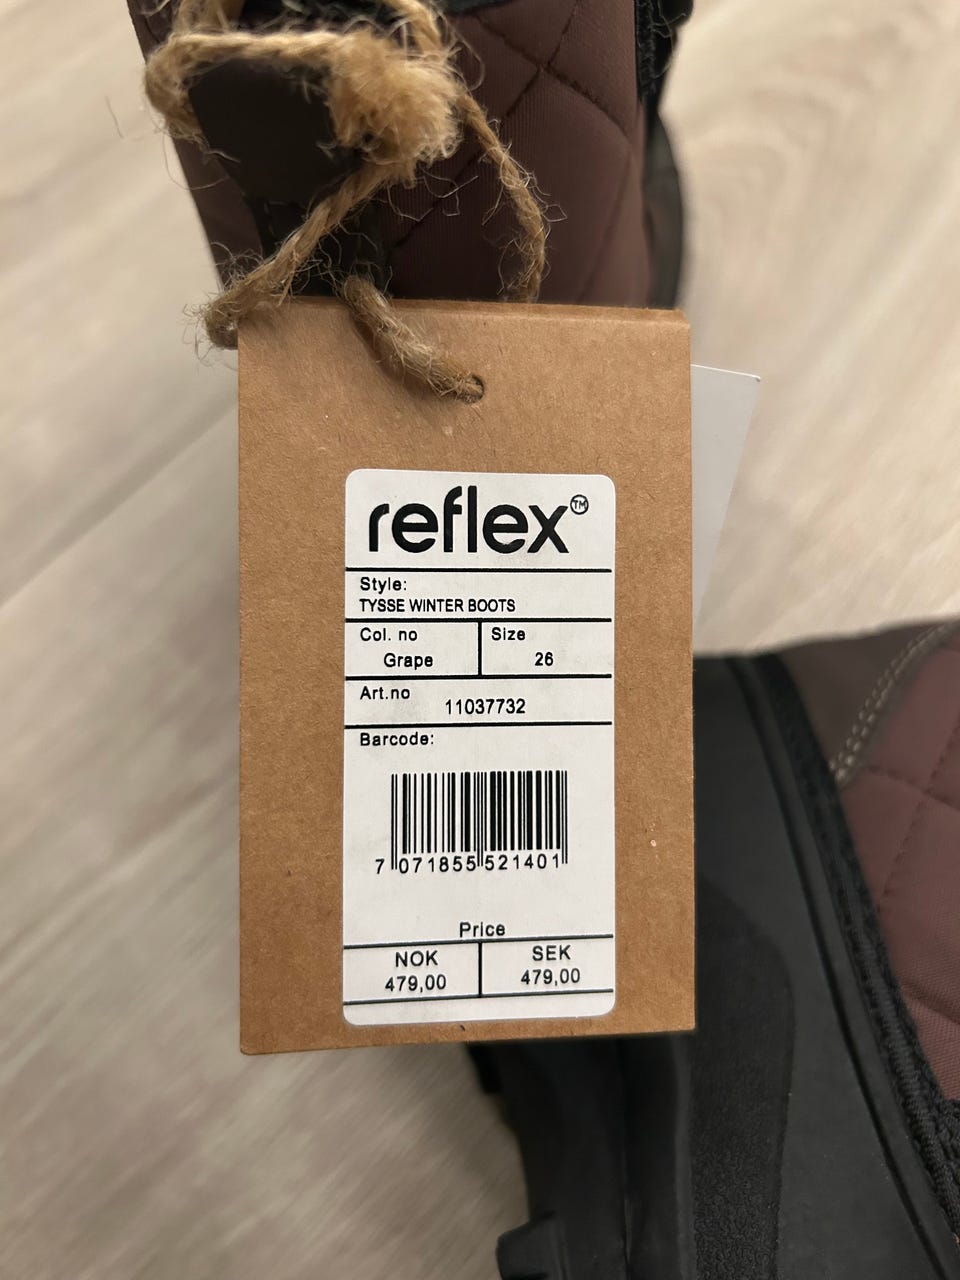 reflex™
Style:
TYSSE WINTER BOOTS
Col. no
Grape
Size
26
Art.no
11037732
Barcode:
7 071855 521401
Price
NOK
479,00
SEK
479,00